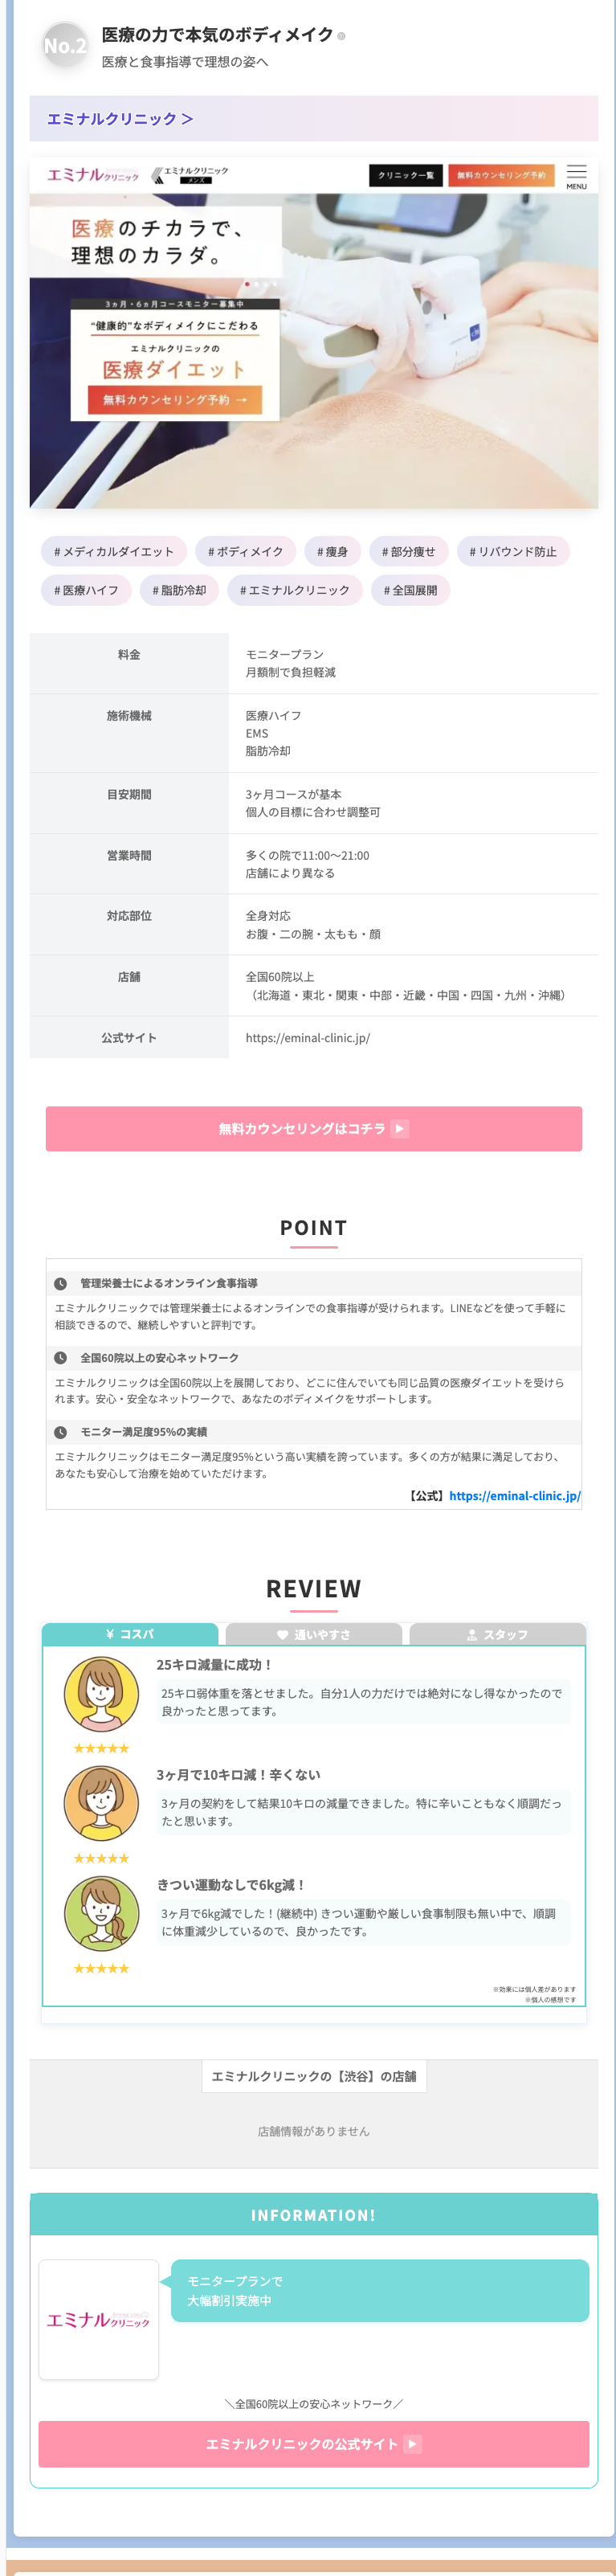 No.2
医療の力で本気のボディメイク
医療と食事指導で理想の姿へ
エミナルクリニック ＞
エミナルクリニック
エミナルクリニック
メンズ
クリニック一覧
無料カウンセリング予約
MENU
医療のチカラで、
理想のカラダ。
3ヵ月・6ヵ月コースモニター募集中
“健康的”なボディメイクにこだわる
エミナルクリニックの
医療ダイエット
無料カウンセリング予約 →
# メディカルダイエット
# ボディメイク
# 痩身
# 部分痩せ
# リバウンド防止
# 医療ハイフ
# 脂肪冷却
# エミナルクリニック
# 全国展開
料金
モニタープラン
月額制で負担軽減
施術機械
医療ハイフ
EMS
脂肪冷却
目安期間
3ヶ月コースが基本
個人の目標に合わせ調整可
営業時間
多くの院で11:00〜21:00
店舗により異なる
対応部位
全身対応
お腹・二の腕・太もも・顔
店舗
全国60院以上
（北海道・東北・関東・中部・近畿・中国・四国・九州・沖縄）
公式サイト
https://eminal-clinic.jp/
無料カウンセリングはコチラ
POINT
管理栄養士によるオンライン食事指導
エミナルクリニックでは管理栄養士によるオンラインでの食事指導が受けられます。LINEなどを使って手軽に
相談できるので、継続しやすいと評判です。
全国60院以上の安心ネットワーク
エミナルクリニックは全国60院以上を展開しており、どこに住んでいても同じ品質の医療ダイエットを受けら
れます。安心・安全なネットワークで、あなたのボディメイクをサポートします。
モニター満足度95%の実績
エミナルクリニックはモニター満足度95%という高い実績を誇っています。多くの方が結果に満足しており、
あなたも安心して治療を始めていただけます。
【公式】https://eminal-clinic.jp/
REVIEW
¥ コスパ
通いやすさ
スタッフ
25キロ減量に成功！
25キロ弱体重を落とせました。自分1人の力だけでは絶対になし得なかったので
良かったと思ってます。
★★★★★
3ヶ月で10キロ減！辛くない
3ヶ月の契約をして結果10キロの減量できました。特に辛いこともなく順調だっ
たと思います。
★★★★★
きつい運動なしで6kg減！
3ヶ月で6kg減でした！(継続中) きつい運動や厳しい食事制限も無い中で、順調
に体重減少しているので、良かったです。
★★★★★
※効果には個人差があります
※個人の感想です
エミナルクリニックの【渋谷】の店舗
店舗情報がありません
INFORMATION!
エミナルクリニック
モニタープランで
大幅割引実施中
＼全国60院以上の安心ネットワーク／
エミナルクリニックの公式サイト